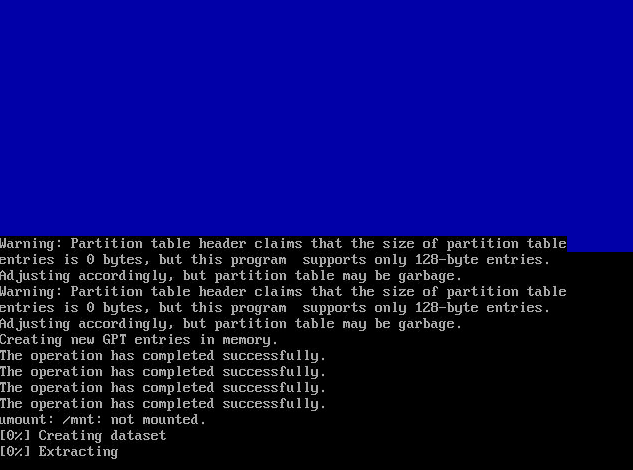 Warning: Partition table header claims that the size of partition table
entries is 0 bytes, but this program  supports only 128-byte entries.
Adjusting accordingly, but partition table may be garbage.
Warning: Partition table header claims that the size of partition table
entries is 0 bytes, but this program  supports only 128-byte entries.
Adjusting accordingly, but partition table may be garbage.
Creating new GPT entries in memory.
The operation has completed successfully.
The operation has completed successfully.
The operation has completed successfully.
The operation has completed successfully.
umount: /mnt: not mounted.
[0%] Creating dataset
[0%] Extracting